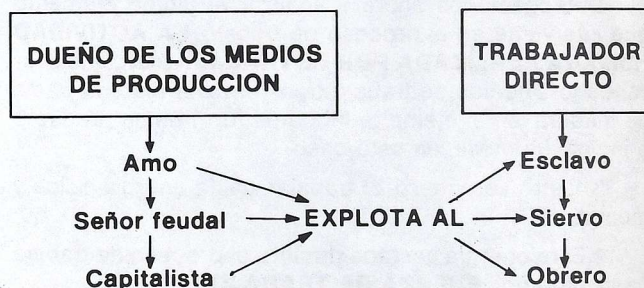 DUEÑO DE LOS MEDIOS
DE PRODUCCION
TRABAJADOR
DIRECTO
Amo
Esclavo
Señor feudal
EXPLOTA AL
Siervo
Capitalista
Obrero